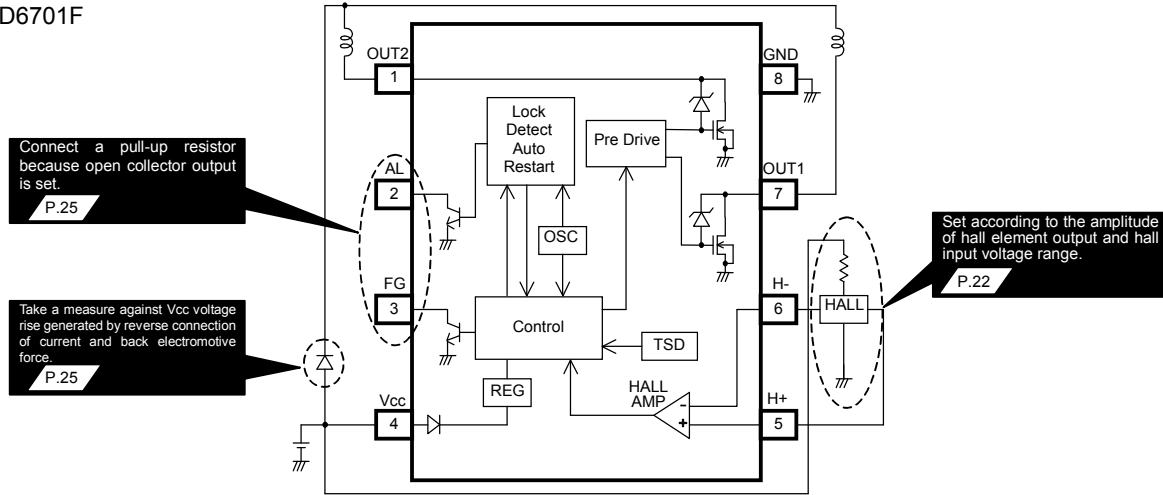 D6701F
OUT2
1
GND
8
Lock
Detect
Auto
Restart
Pre Drive
Connect a pull-up resistor
because open collector output
is set.
P.25
AL
2
OUT1
7
OSC
Set according to the amplitude
of hall element output and hall
input voltage range.
P.22
FG
3
H-
6
HALL
Control
TSD
Take a measure against Vcc voltage
rise generated by reverse connection
of current and back electromotive
force.
P.25
REG
HALL
AMP
Vcc
4
H+
5
-
+